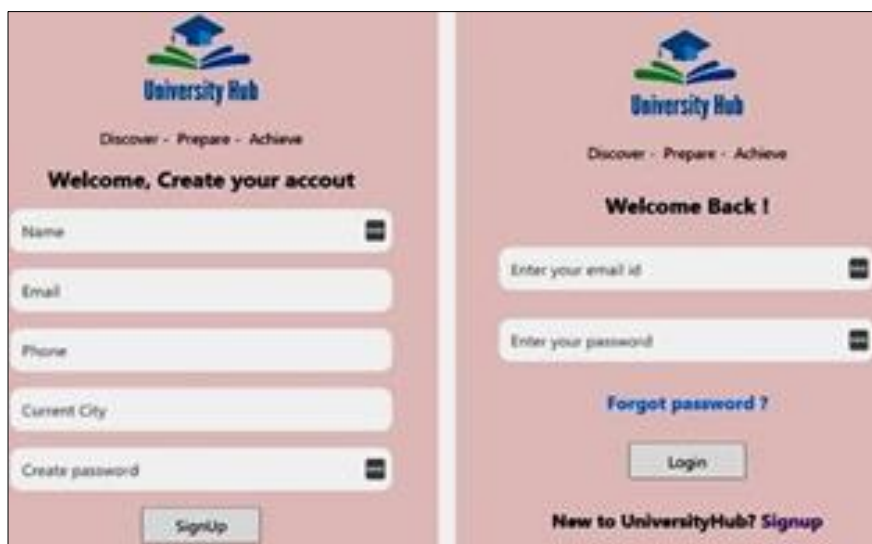 University Hub
Discover - Prepare - Achieve
Welcome, Create your accout
Name
Email
Phone
Current City
Create password
SignUp
University Hub
Discover - Prepare - Achieve
Welcome Back !
Enter your email id
Enter your password
Forgot password ?
Login
New to UniversityHub? Signup